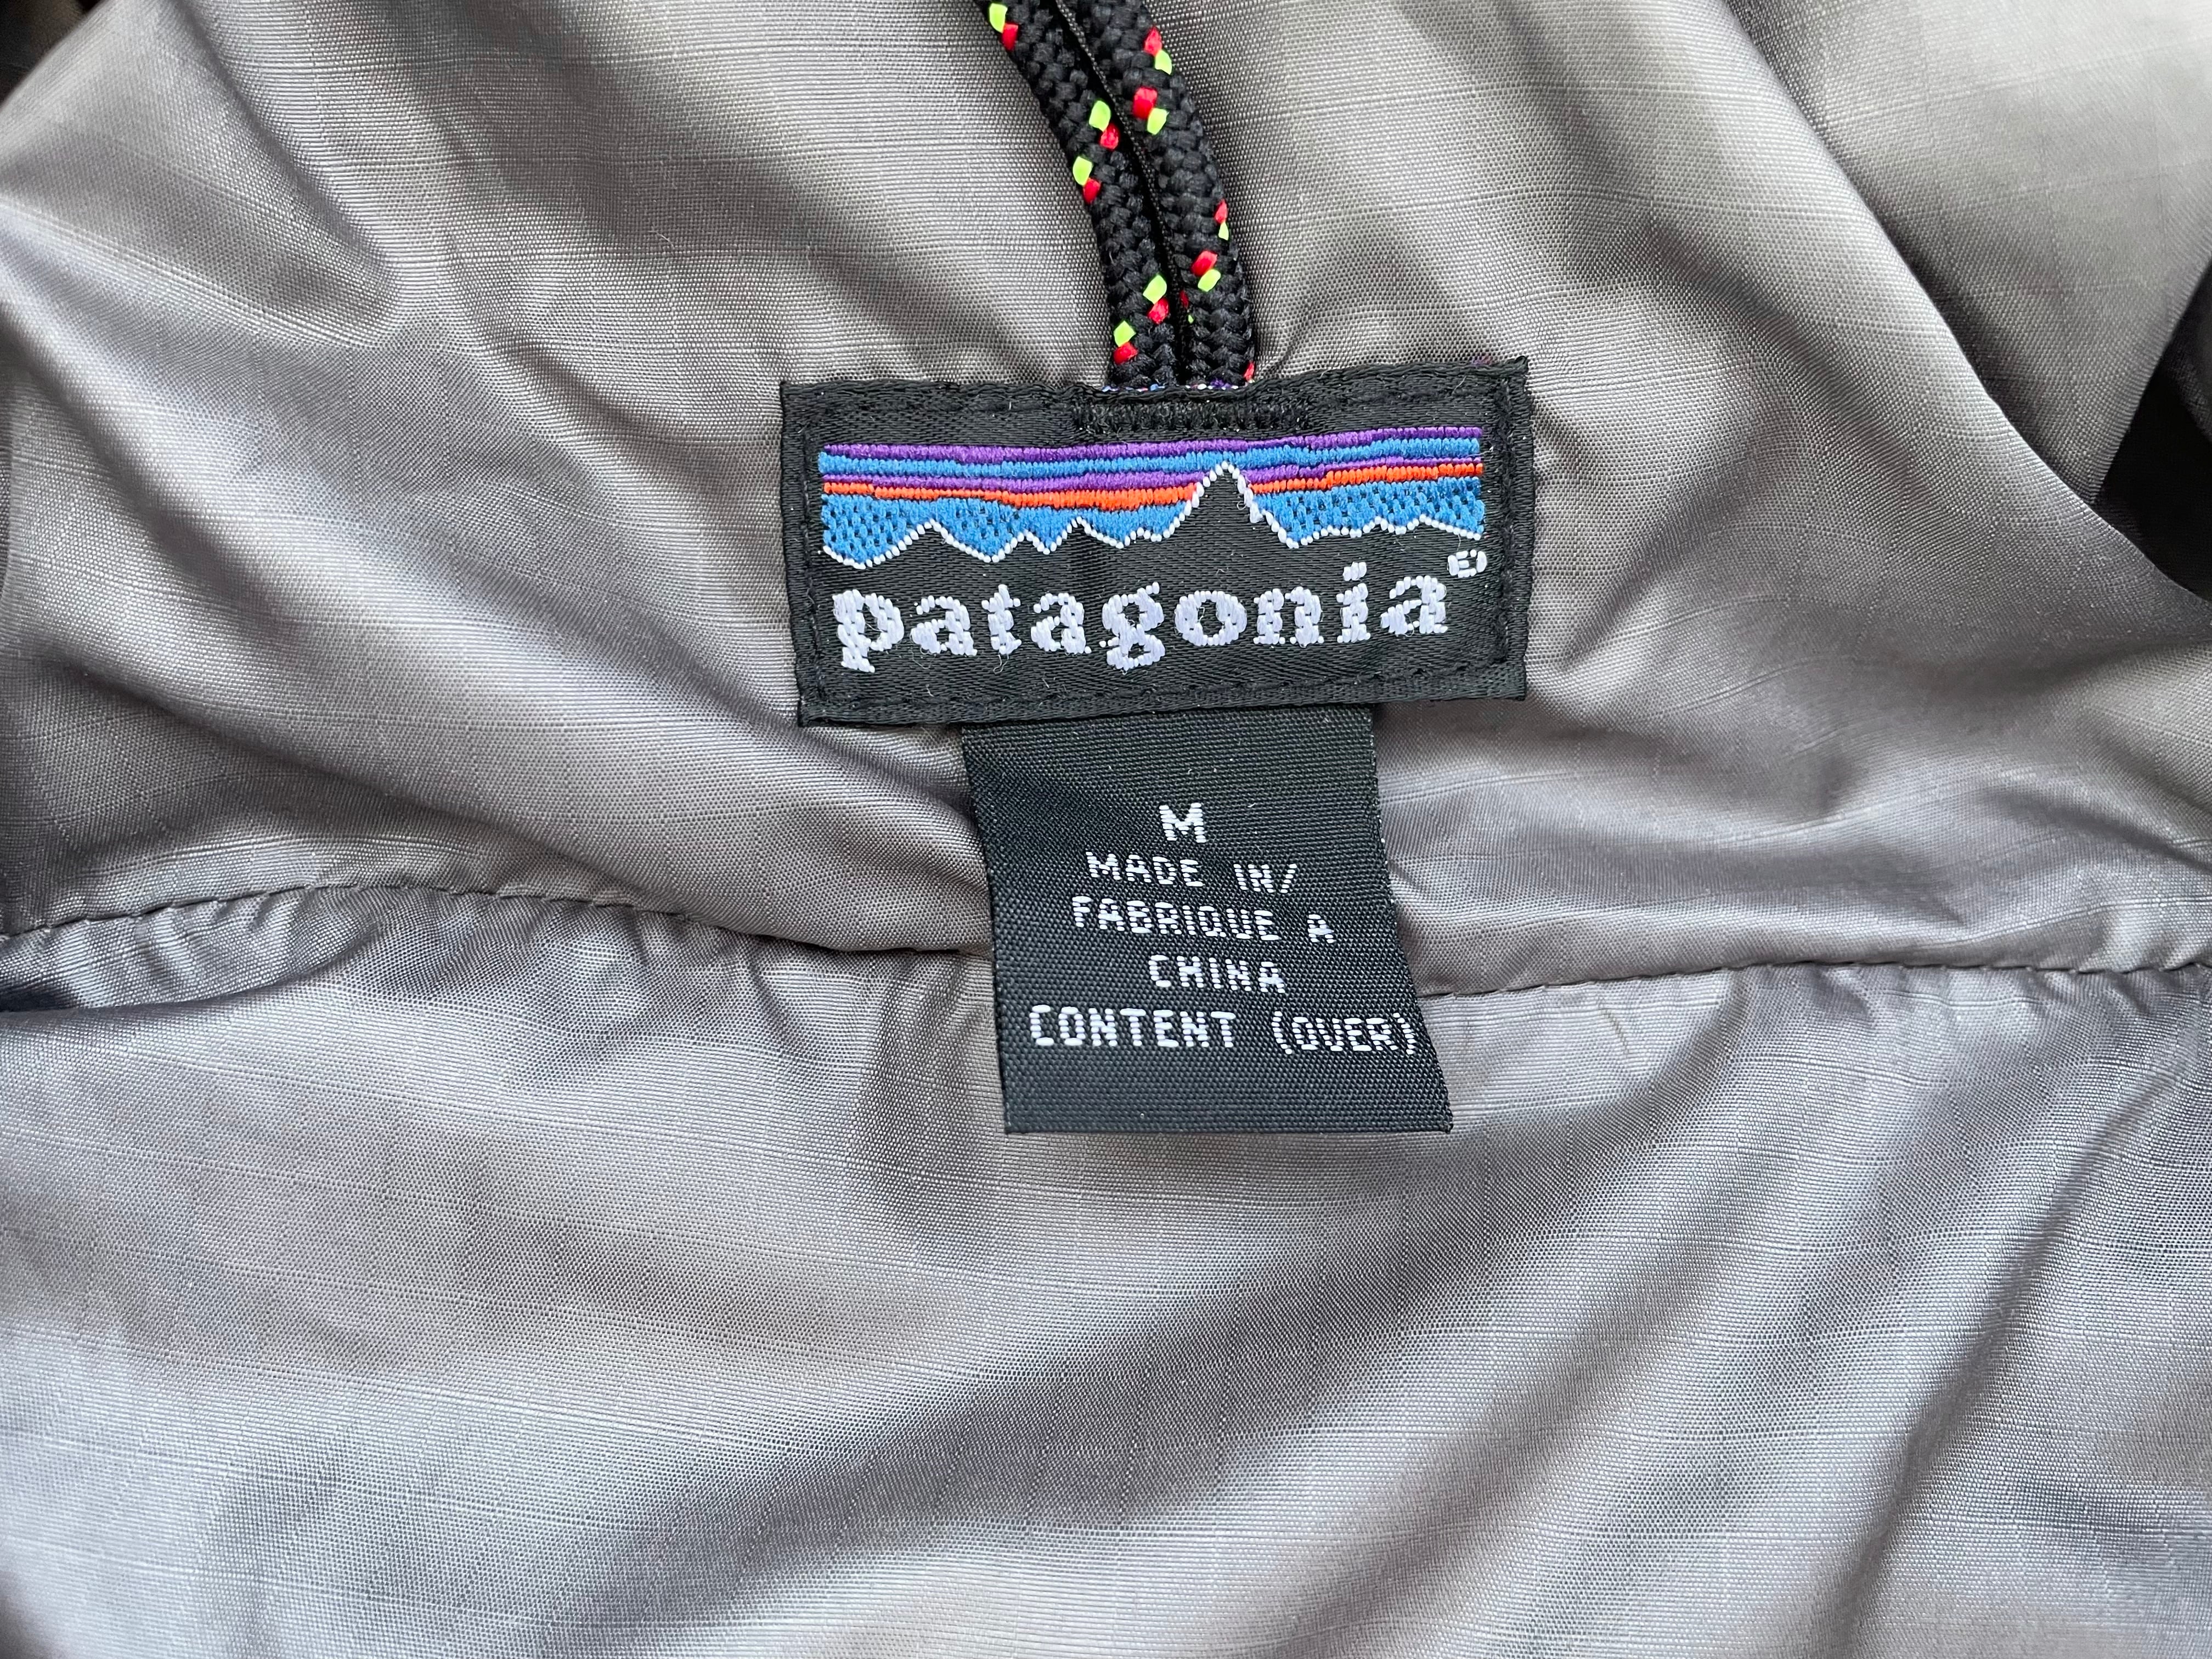 patagonia®
M
MADE IN/
FABRIQUE A
CHINA
CONTENT (OVER)